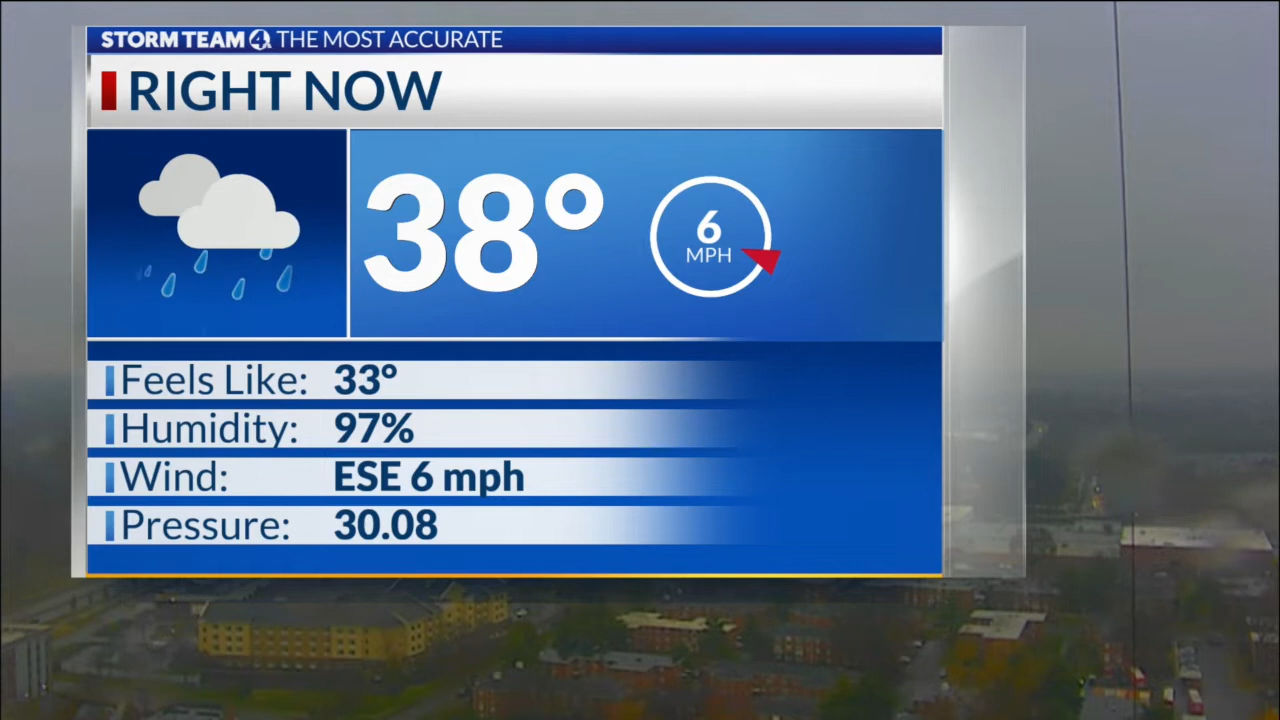 STORM TEAM 4 THE MOST ACCURATE
RIGHT NOW
38°
6
MPH
Feels Like: 33°
Humidity: 97%
Wind: ESE 6 mph
Pressure: 30.08